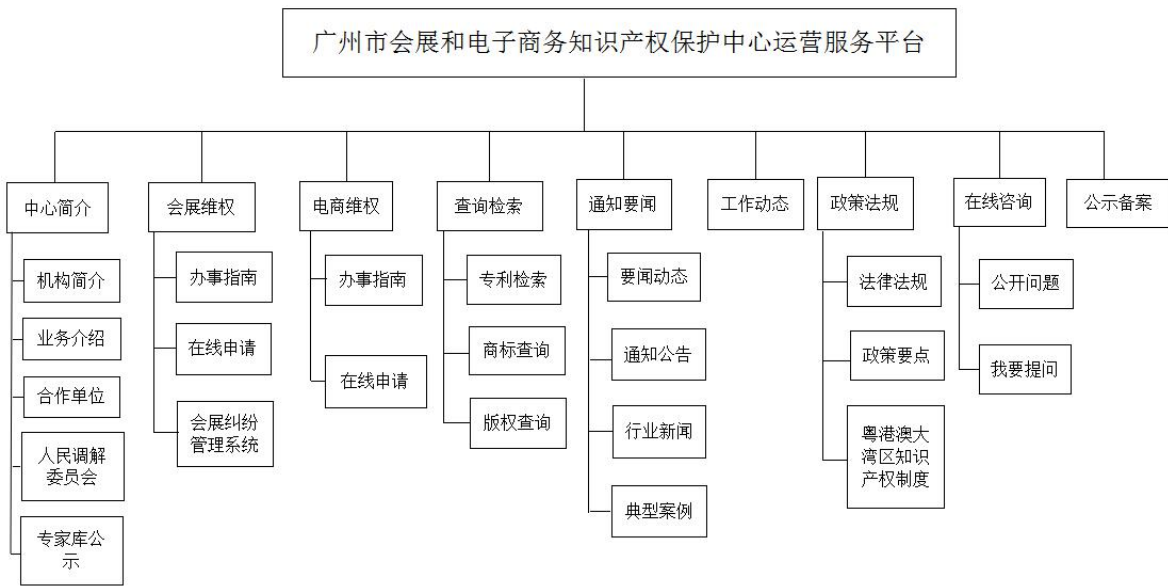 广州市会展和电子商务知识产权保护中心运营服务平台
中心简介
会展维权
电商维权
查询检索
通知要闻
工作动态
政策法规
在线咨询
公示备案
机构简介
业务介绍
合作单位
人民调解
委员会
专家库公
示
办事指南
在线申请
会展纠纷
管理系统
办事指南
在线申请
专利检索
商标查询
版权查询
要闻动态
通知公告
行业新闻
典型案例
法律法规
政策要点
粤港澳大
湾区知识
产权制度
公开问题
我要提问